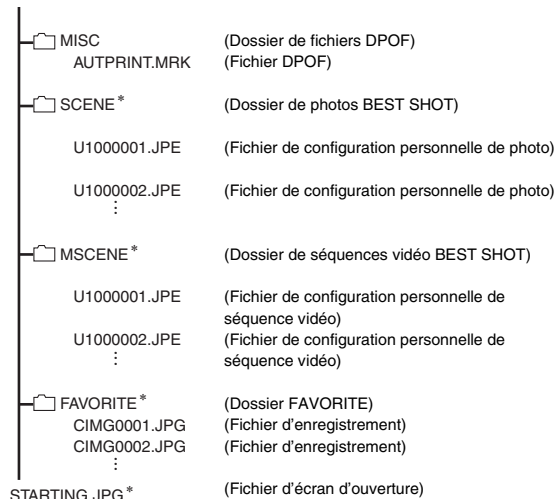 MISC (Dossier de fichiers DPOF)
AUTPRINT.MRK (Fichier DPOF)
SCENE* (Dossier de photos BEST SHOT)
U1000001.JPE (Fichier de configuration personnelle de photo)
U1000002.JPE (Fichier de configuration personnelle de photo)
⋮
MSCENE* (Dossier de séquences vidéo BEST SHOT)
U1000001.JPE (Fichier de configuration personnelle de
séquence vidéo)
U1000002.JPE (Fichier de configuration personnelle de
⋮ séquence vidéo)
FAVORITE* (Dossier FAVORITE)
CIMG0001.JPG (Fichier d'enregistrement)
CIMG0002.JPG (Fichier d'enregistrement)
⋮
STARTING.JPG* (Fichier d'écran d'ouverture)